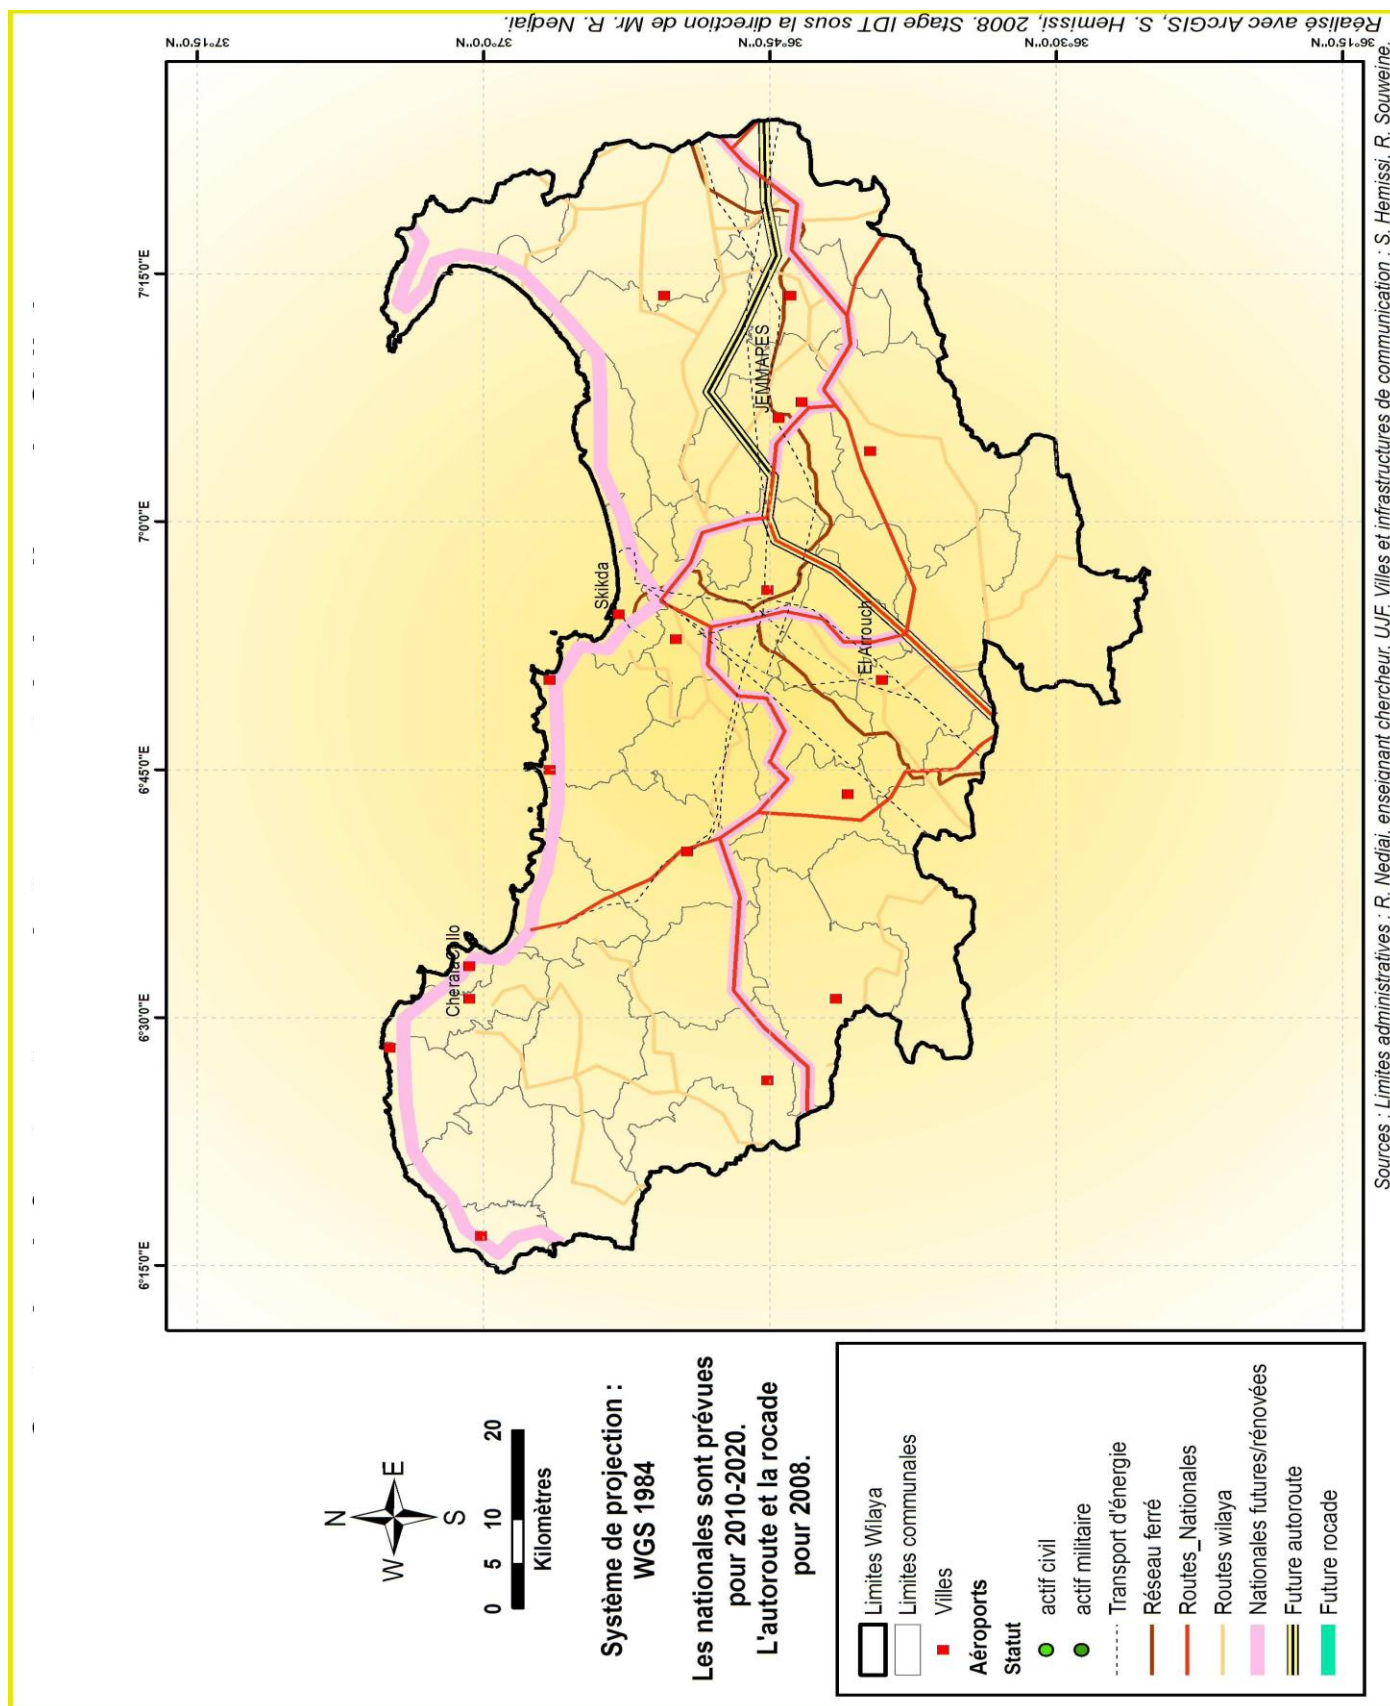 Réalisé avec ArcGIS, S. Hemissi, 2008. Stage IDT sous la direction de Mr. R. Nedjai.
6°15'0"E
6°30'0"E
6°45'0"E
7°0'0"E
7°15'0"E
37°15'0"N
37°0'0"N
36°45'0"N
36°30'0"N
36°15'0"N
Cheraia
Collo
Skikda
JEMMAPES
El Arrouch
N
W
E
S
0 5 10 20
Kilomètres
Système de projection :
WGS 1984
Les nationales sont prévues
pour 2010-2020.
L'autoroute et la rocade
pour 2008.
Limites Wilaya
Limites communales
Villes
Aéroports
Statut
actif civil
actif militaire
Transport d'énergie
Réseau ferré
Routes_Nationales
Routes wilaya
Nationales futures/rénovées
Future autoroute
Future rocade
Sources : Limites administratives : R. Nedjai, enseignant chercheur, UJF. Villes et infrastructures de communication : S. Hemissi, R. Souweine.